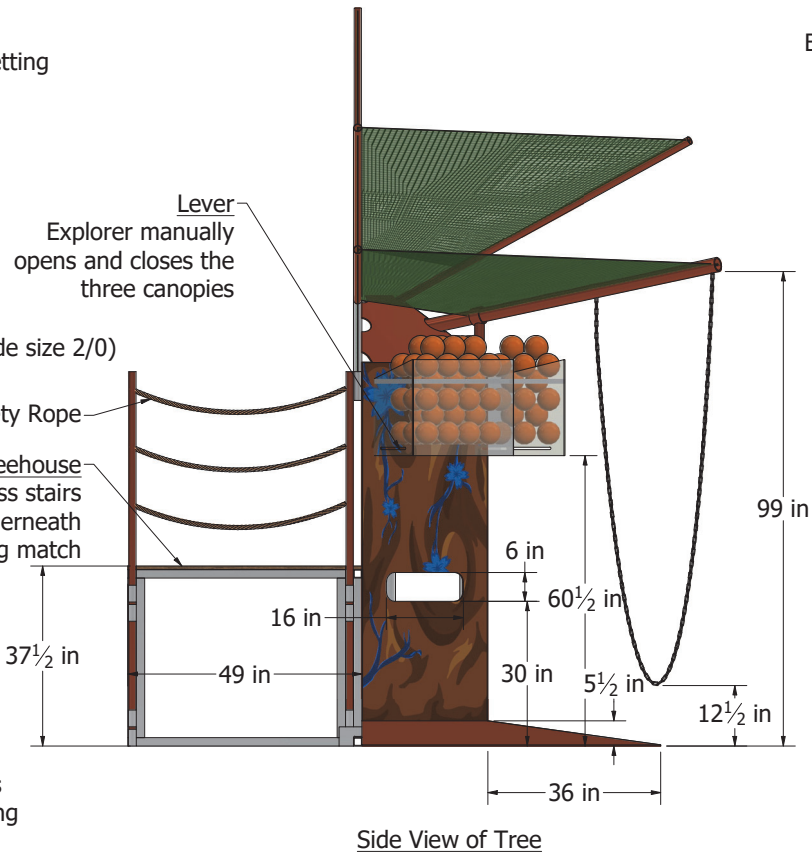 etting
E
Lever
Explorer manually
opens and closes the
three canopies
de size 2/0)
ty Rope
eehouse
ss stairs
erneath
g match
99 in
6 in
60½ in
16 in
37½ in
49 in
30 in
5½ in
12½ in
36 in
s
ng
Side View of Tree